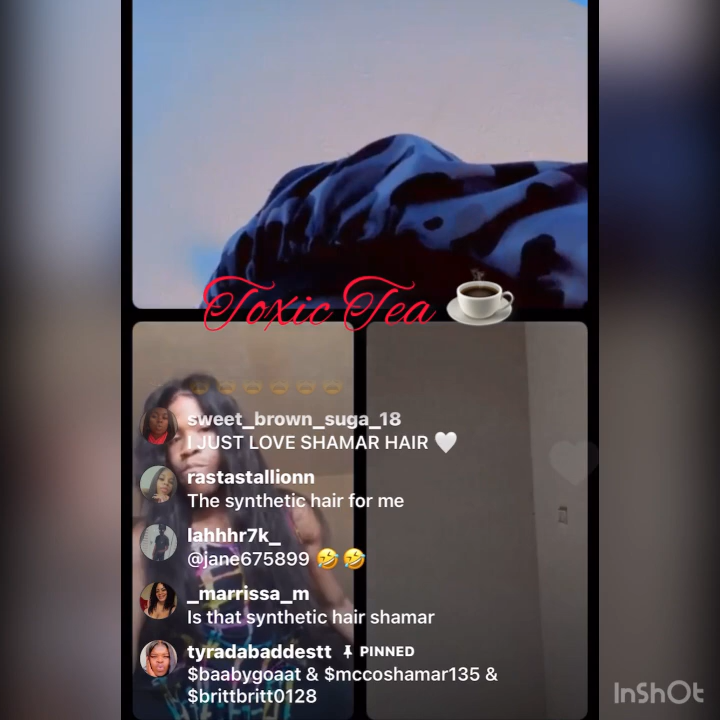 Toxic Tea
sweet_brown_suga_18
I JUST LOVE SHAMAR HAIR 🤍
rastastallionn
The synthetic hair for me
lahhhr7k_
@jane675899 🤣🤣
_marrissa_m
Is that synthetic hair shamar
tyradabaddestt PINNED
$baabygoaat & $mccoshamar135 &
$brittbritt0128
InShOt